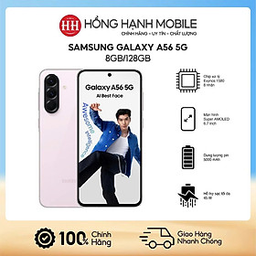 HH
HỒNG HẠNH MOBILE
CHÍNH HÃNG - UY TÍN - CHẤT LƯỢNG
SAMSUNG GALAXY A56 5G
8GB/128GB
Galaxy A56 5G
AI Best Face
Chip xử lý
Exynos 1580
8 nhân
Màn hình
Super AMOLED
6.7 inch
Dung lượng pin
5000 mAh
Hỗ trợ sạc tối đa
45 W
100% Chính
Hãng
Giao Hàng
Nhanh Chóng